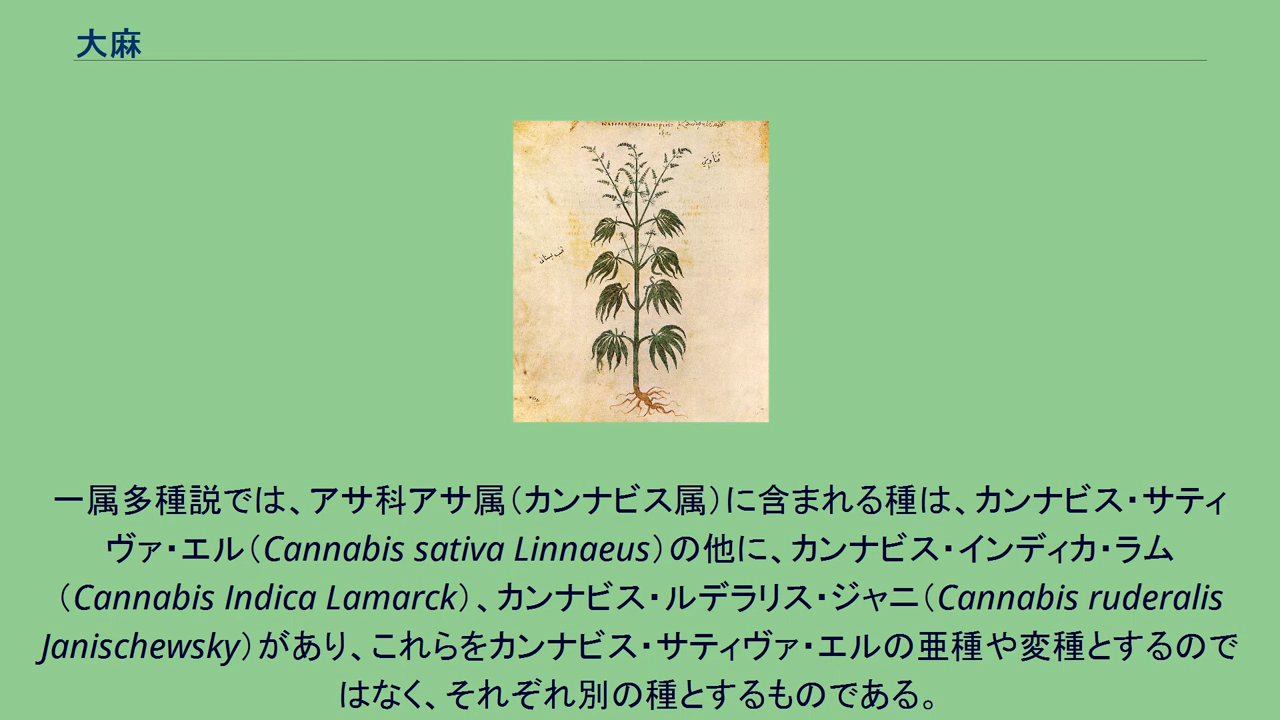 大麻
一属多種説では、アサ科アサ属（カンナビス属）に含まれる種は、カンナビス・サティ
ヴァ・エル（Cannabis sativa Linnaeus）の他に、カンナビス・インディカ・ラム
（Cannabis Indica Lamarck）、カンナビス・ルデラリス・ジャニ（Cannabis ruderalis
Janischewsky）があり、これらをカンナビス・サティヴァ・エルの亜種や変種とするので
はなく、それぞれ別の種とするものである。